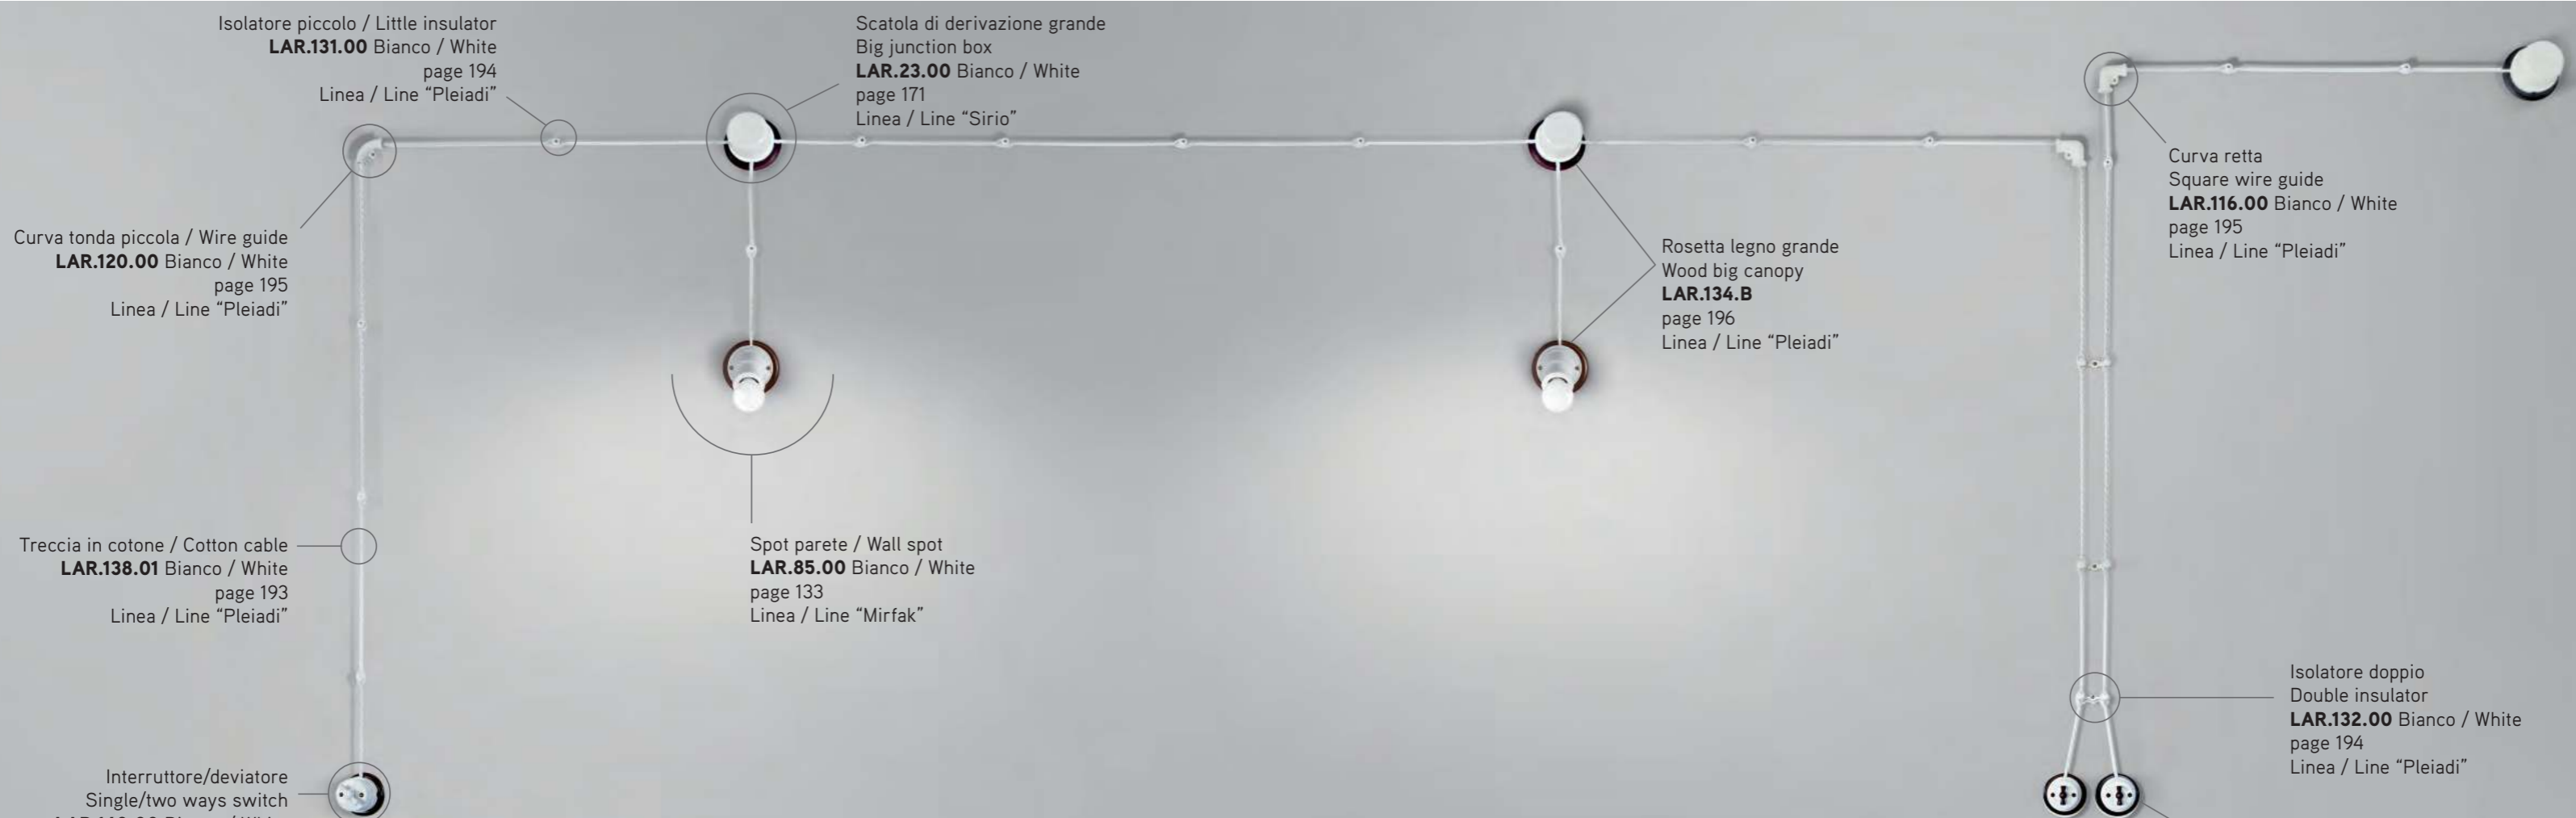 Isolatore piccolo / Little insulator
LAR.131.00 Bianco / White
page 194
Linea / Line “Pleiadi”
Scatola di derivazione grande
Big junction box
LAR.23.00 Bianco / White
page 171
Linea / Line “Sirio”
Curva retta
Square wire guide
LAR.116.00 Bianco / White
page 195
Linea / Line “Pleiadi”
Curva tonda piccola / Wire guide
LAR.120.00 Bianco / White
page 195
Linea / Line “Pleiadi”
Rosetta legno grande
Wood big canopy
LAR.134.B
page 196
Linea / Line “Pleiadi”
Treccia in cotone / Cotton cable
LAR.138.01 Bianco / White
page 193
Linea / Line “Pleiadi”
Spot parete / Wall spot
LAR.85.00 Bianco / White
page 133
Linea / Line “Mirfak”
Isolatore doppio
Double insulator
LAR.132.00 Bianco / White
page 194
Linea / Line “Pleiadi”
Interruttore/deviatore
Single/two ways switch